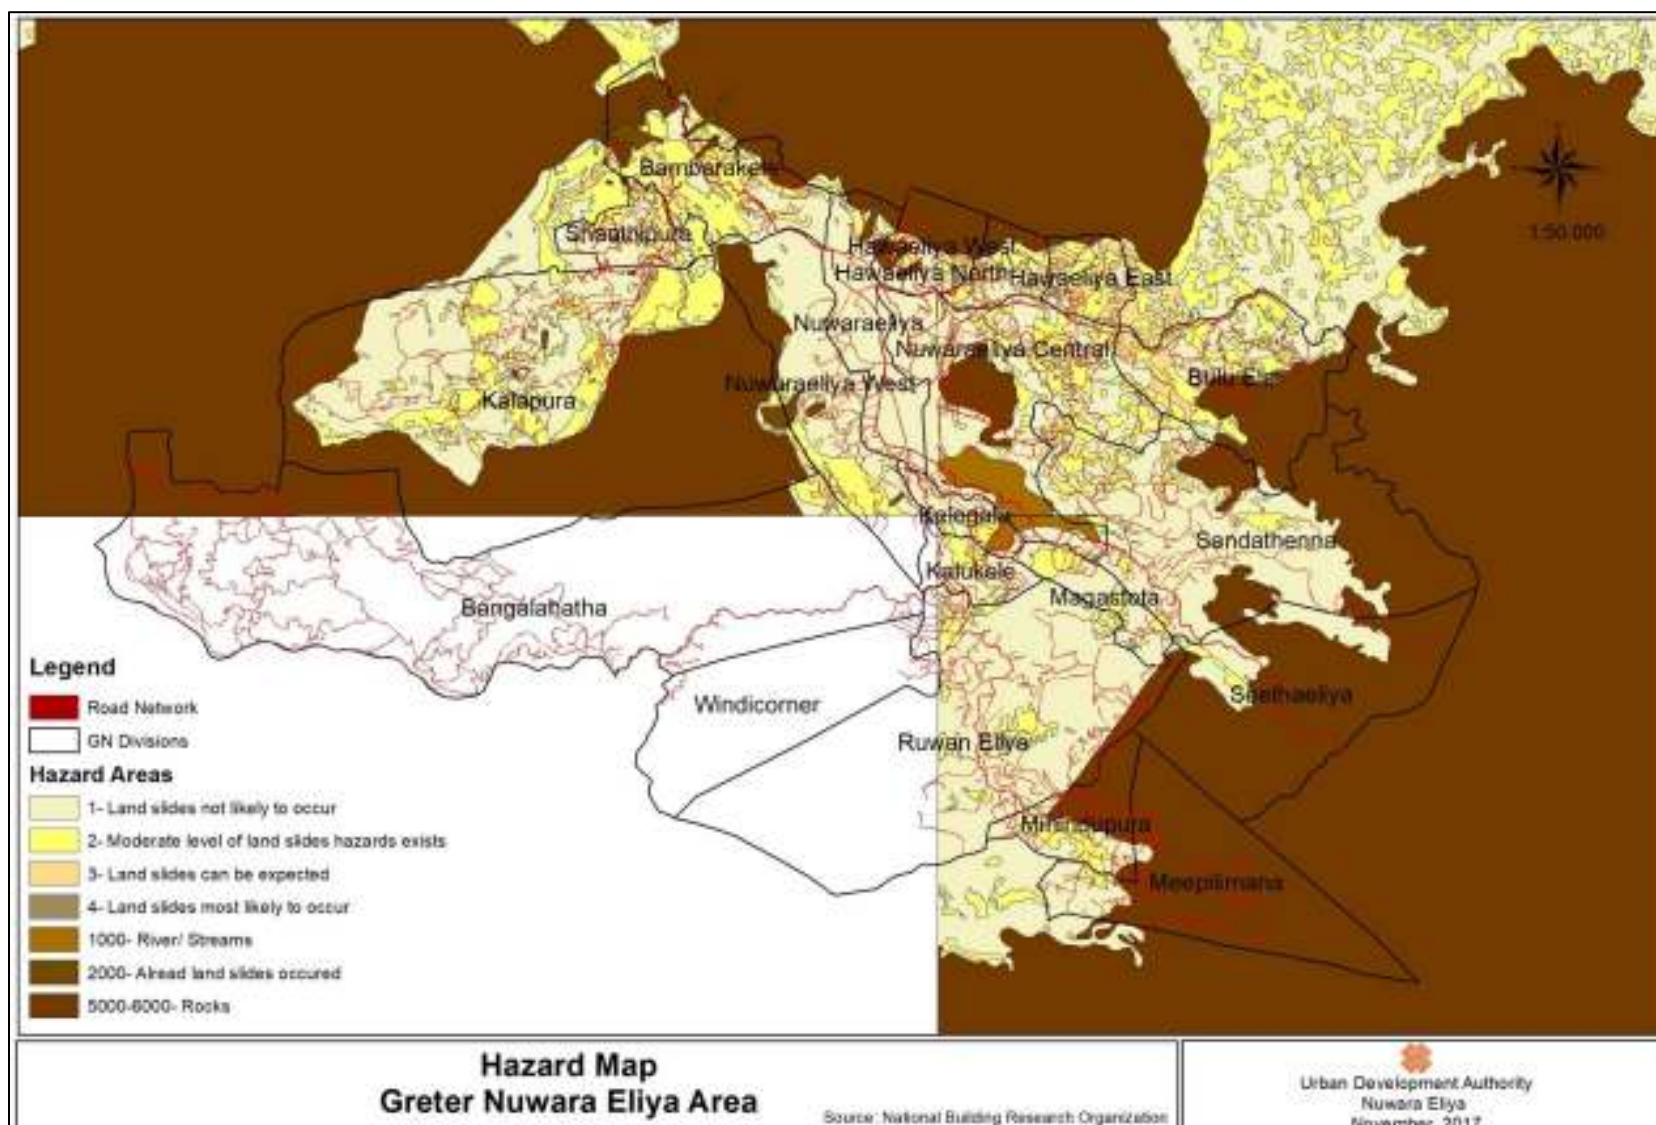 1:50,000
Bambarakele
Shanthipura
Hawaeliya West
Hawaeliya North
Hawaeliya East
Nuwaraeliya
Nuwaraeliya Central
Nuwaraeliya West
Kalapura
Kalegala
Sandathenna
Katukele
Magastota
Bangalahatha
Seethaeliya
Windicorner
Ruwan Eliya
Meepilimana
Legend
Road Network
GN Divisions
Hazard Areas
1- Land slides not likely to occur
2- Moderate level of land slides hazards exists
3- Land slides can be expected
4- Land slides most likely to occur
1000- River/ Streams
2000- Alread land slides occured
5000-6000- Rocks
Hazard Map
Greter Nuwara Eliya Area
Source: National Building Research Organization
Urban Development Authority
Nuwara Eliya
November, 2017